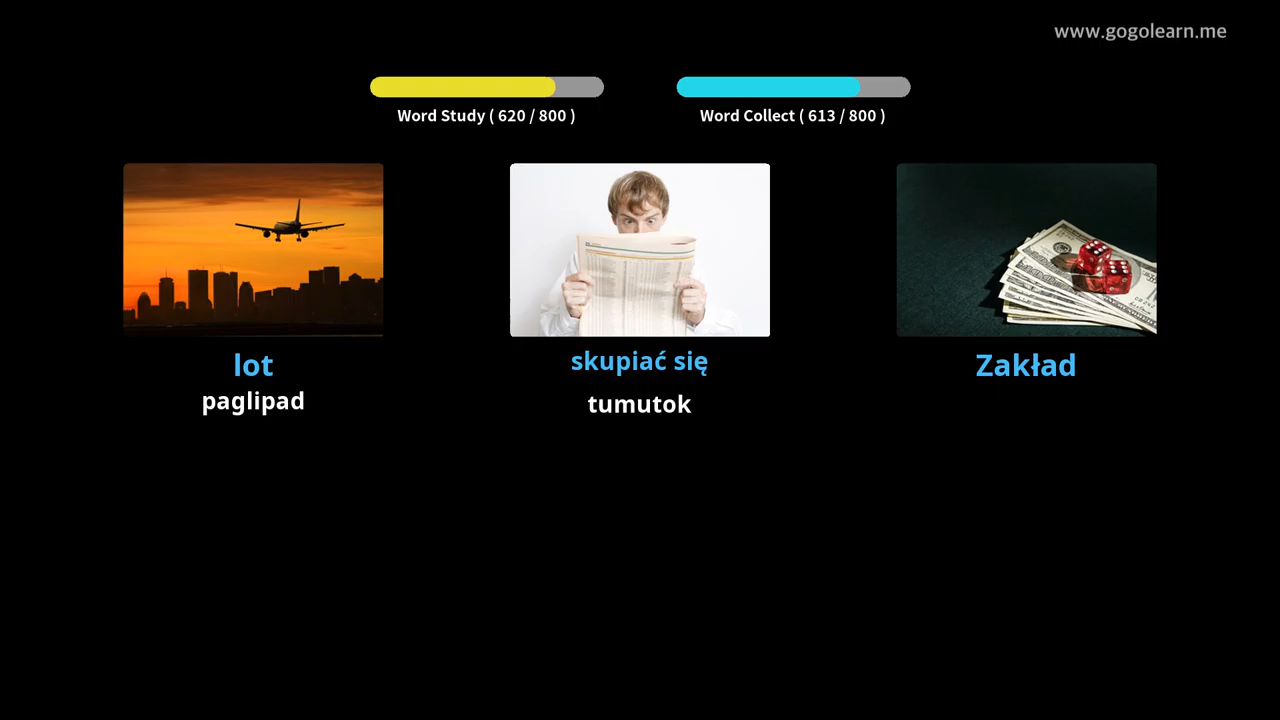 www.gogolearn.me
Word Study ( 620 / 800 )
Word Collect ( 613 / 800 )
lot
paglipad
skupiać się
tumutok
Zakład